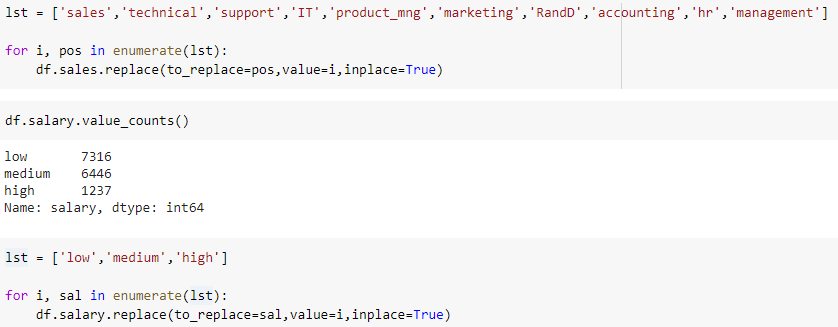 lst = ['sales','technical','support','IT','product_mng','marketing','RandD','accounting','hr','management']
for i, pos in enumerate(lst):
    df.sales.replace(to_replace=pos,value=i,inplace=True)
df.salary.value_counts()
low       7316
medium    6446
high      1237
Name: salary, dtype: int64
lst = ['low','medium','high']
for i, sal in enumerate(lst):
    df.salary.replace(to_replace=sal,value=i,inplace=True)